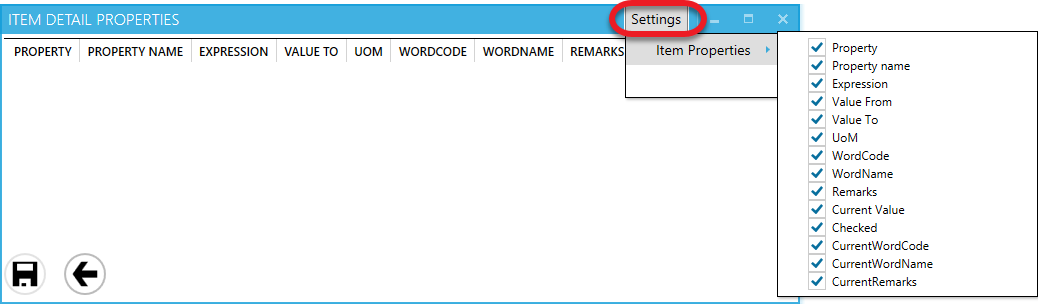 ITEM DETAIL PROPERTIES Settings
PROPERTY PROPERTY NAME EXPRESSION VALUE TO UOM WORDCODE WORDNAME REMARKS
Item Properties
Property
Property name
Expression
Value From
Value To
UoM
WordCode
WordName
Remarks
Current Value
Checked
CurrentWordCode
CurrentWordName
CurrentRemarks